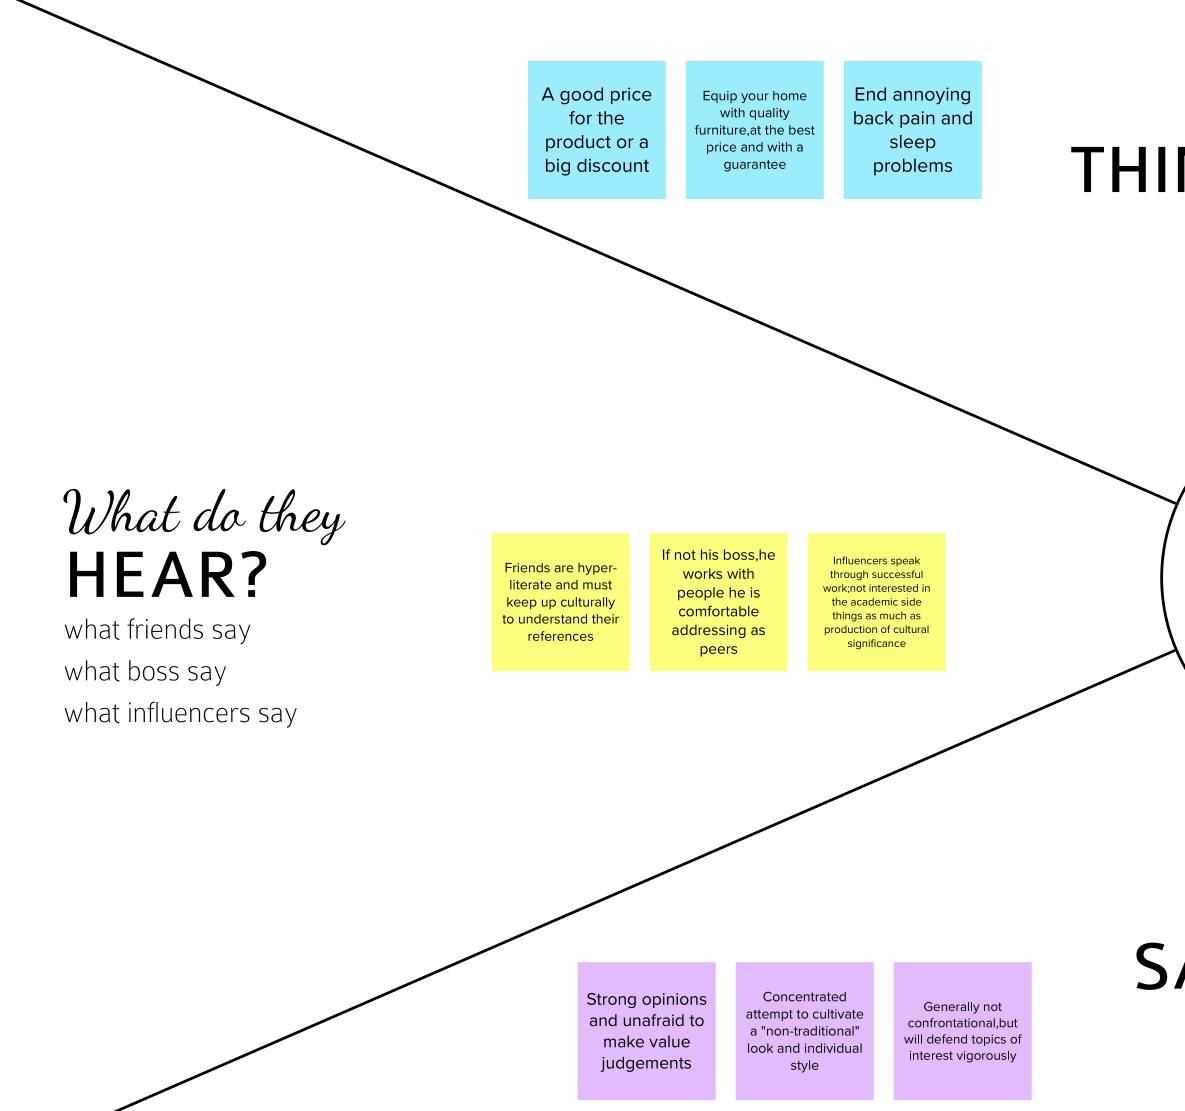 A good price
for the
product or a
big discount
Equip your home
with quality
furniture,at the best
price and with a
guarantee
End annoying
back pain and
sleep
problems
THI
What do they
HEAR?
what friends say
what boss say
what influencers say
Friends are hyper-
literate and must
keep up culturally
to understand their
references
If not his boss,he
works with
people he is
comfortable
addressing as
peers
Influencers speak
through successful
work;not interested in
the academic side
things as much as
production of cultural
significance
Strong opinions
and unafraid to
make value
judgements
Concentrated
attempt to cultivate
a "non-traditional"
look and individual
style
Generally not
confrontational,but
will defend topics of
interest vigorously
SA